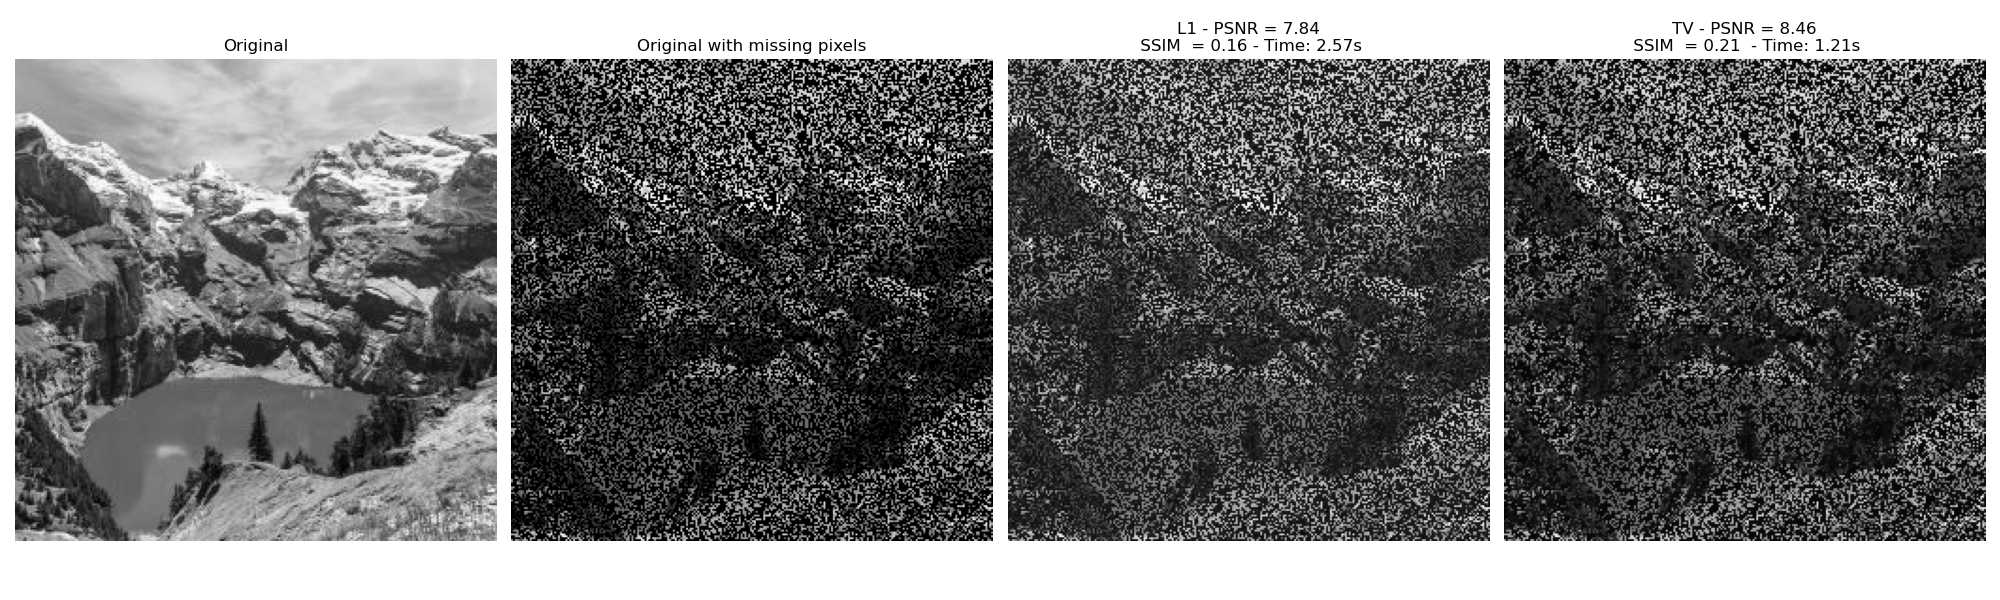 Original
Original with missing pixels
L1 - PSNR = 7.84
SSIM  = 0.16 - Time: 2.57s
TV - PSNR = 8.46
SSIM  = 0.21  - Time: 1.21s